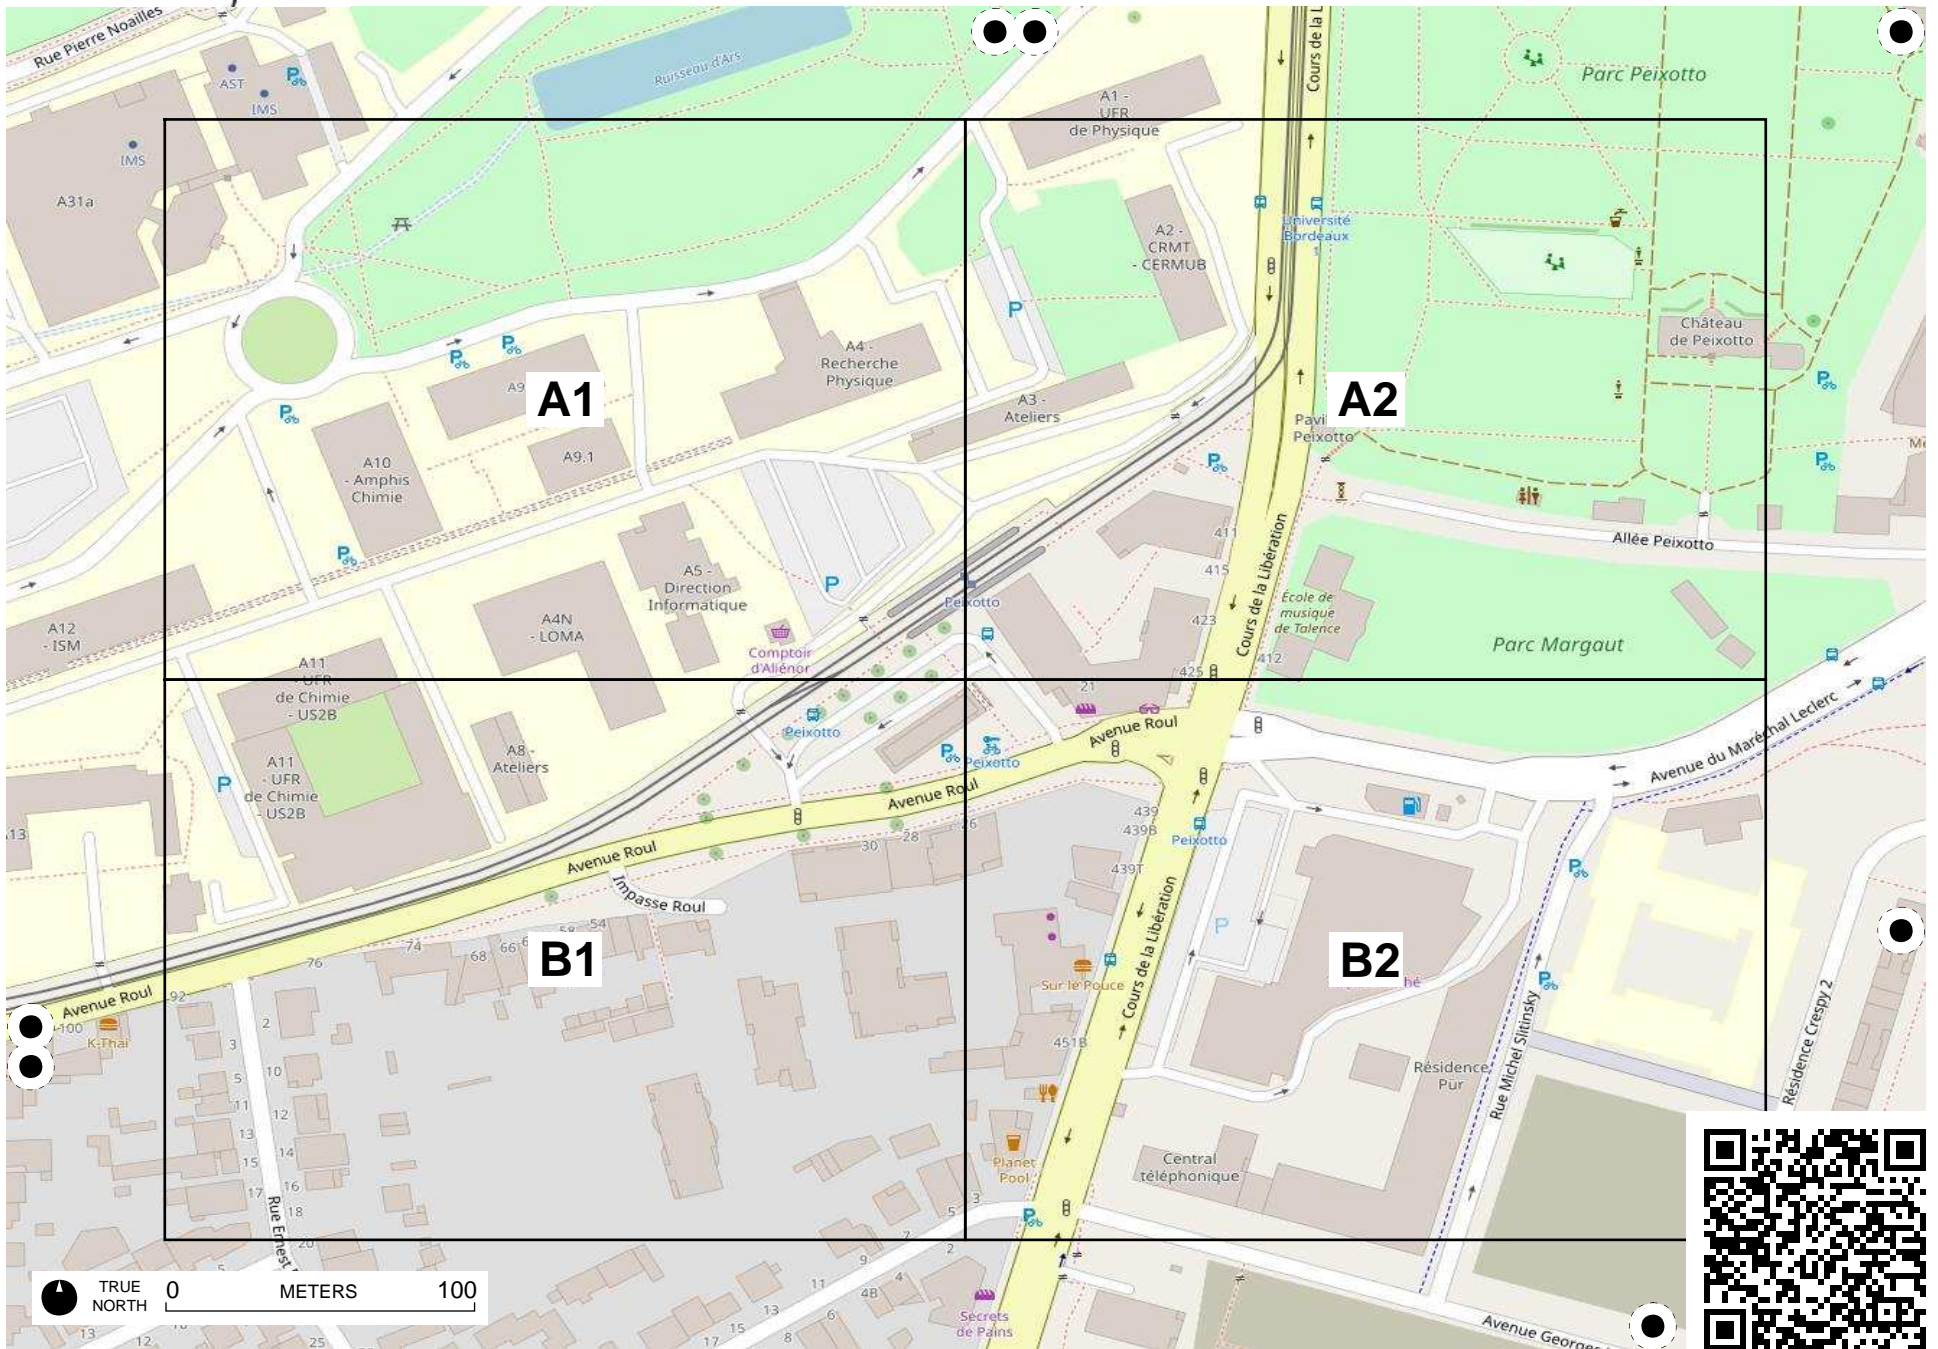 Rue Pierre Noailles
AST
IMS
IMS
A31a
Ruisseau d'Ars
A1 -
UFR
de Physique
Cours de la L
Parc Peixotto
A2 -
CRMT
- CERMUB
Université
Bordeaux
1
Château
de Peixotto
A4 -
Recherche
Physique
A9
A1
A3 -
Ateliers
A2
Pavi
Peixotto
A9.1
A10
- Amphis
Chimie
411
415
423
425
412
Cours de la Libération
Allée Peixotto
A5 -
Direction
Informatique
Peixotto
École de
musique
de Talence
Parc Margaut
A12
- ISM
A4N
- LOMA
Comptoir
d'Aliénor
A11
- UFR
de Chimie
- US2B
21
Avenue Roul
Peixotto
Peixotto
A8 -
Ateliers
A11
- UFR
de Chimie
- US2B
Avenue du Maréchal Leclerc
Avenue Roul
26
28
30
439
439B
439T
Peixotto
A13
Avenue Roul
Impasse Roul
54
58
66
68
74
76
B1
B2
hé
Sur le Pouce
Cours de la Libération
92
Avenue Roul
100
K-Thaï
2
3
5
10
11
12
13
14
15
16
17
18
20
Rue Ernest
451B
Résidence
Pur
Rue Michel Slitinsky
Résidence Crespy 2
Planet
Pool
Central
téléphonique
3
5
7
2
9
4
11
4B
13
6
15
8
17
TRUE
NORTH
0 METERS 100
5
13
12
25
Secrets
de Pains
Avenue Georges
P
P
P
P